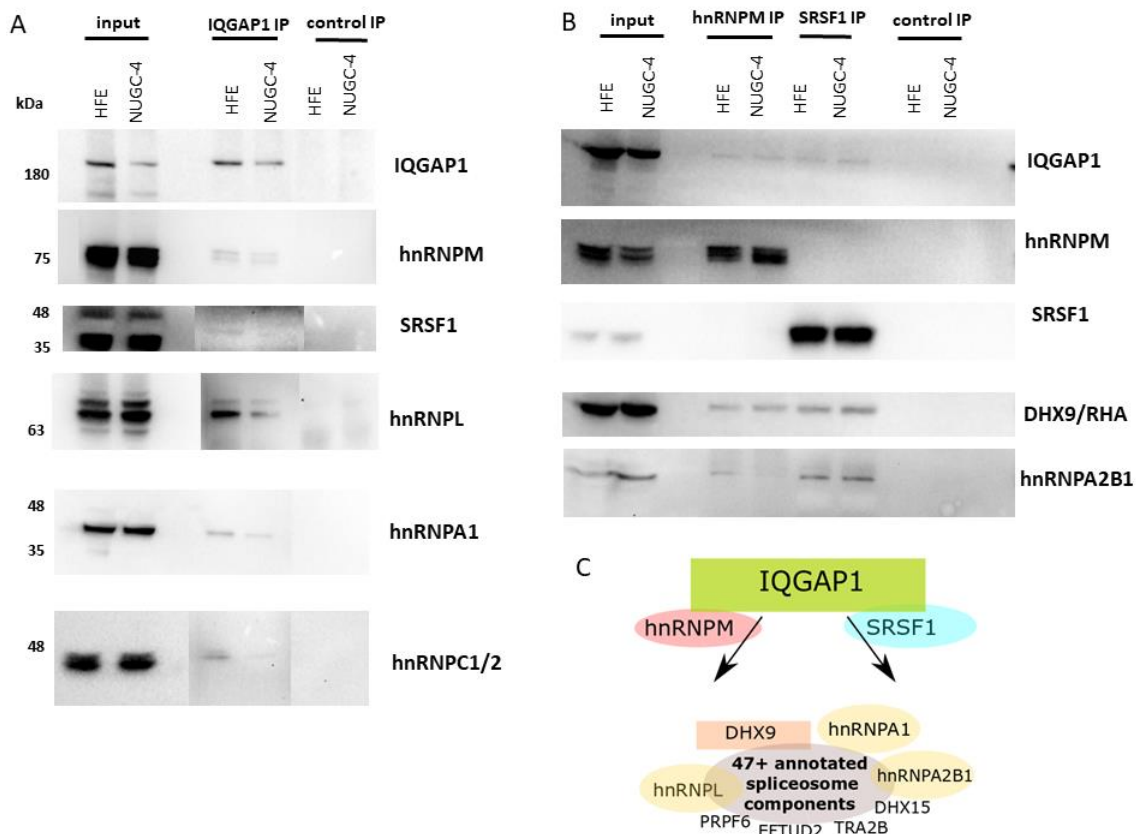 A
input
IQGAP1 IP
control IP
kDa
HFE
NUGC-4
HFE
NUGC-4
HFE
NUGC-4
180
IQGAP1
75
hnRNPM
48
35
SRSF1
63
hnRNPL
48
35
hnRNPA1
48
hnRNPC1/2
B
input
hnRNPM IP
SRSF1 IP
control IP
HFE
NUGC-4
HFE
NUGC-4
HFE
NUGC-4
HFE
NUGC-4
IQGAP1
hnRNPM
SRSF1
DHX9/RHA
hnRNPA2B1
C
IQGAP1
hnRNPM
SRSF1
DHX9
hnRNPA1
47+ annotated
spliceosome
components
hnRNPL
hnRNPA2B1
DHX15
PRPF6
EFTUD2
TRA2B